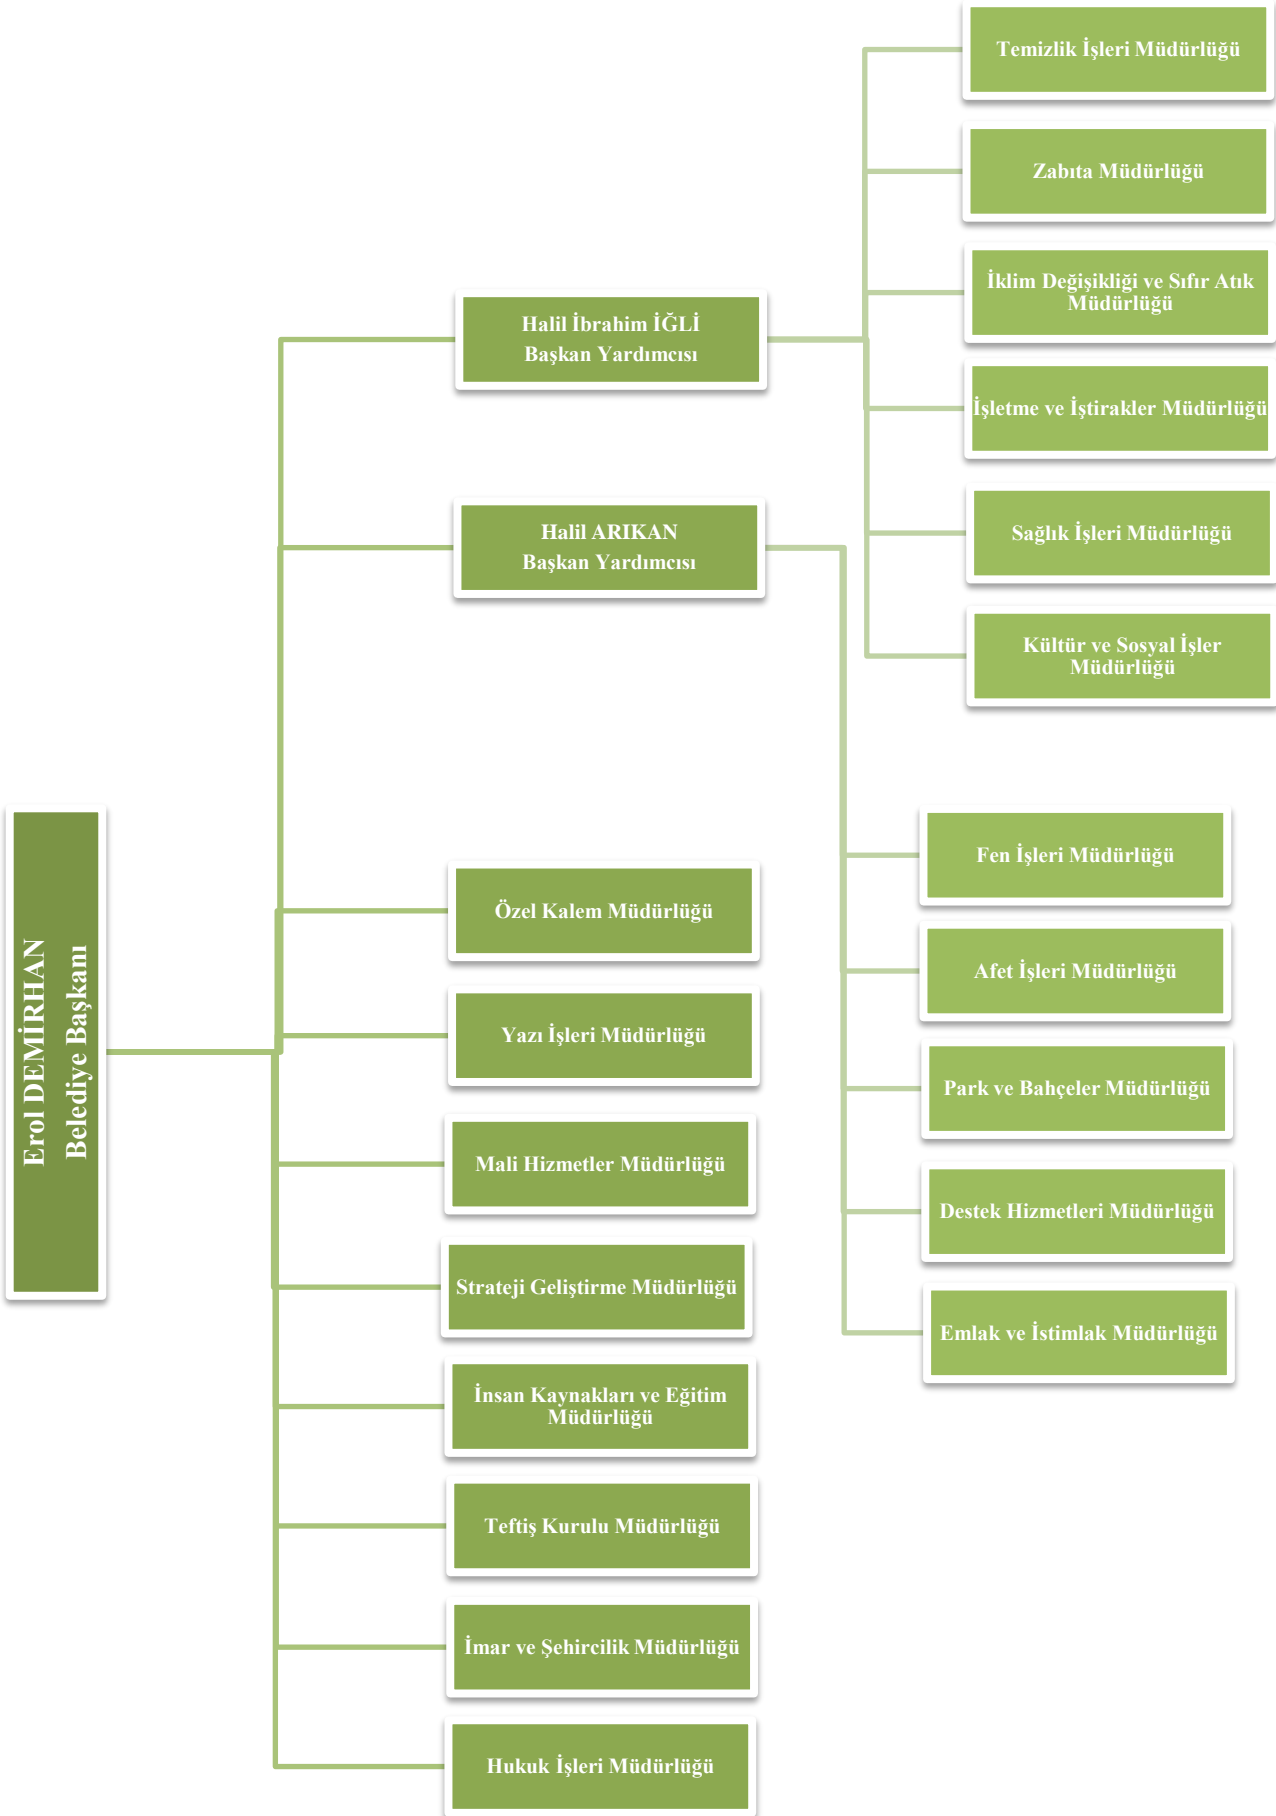 Erol DEMİRHAN
Belediye Başkanı
Halil İbrahim İĞLİ
Başkan Yardımcısı
Temizlik İşleri Müdürlüğü
Zabıta Müdürlüğü
İklim Değişikliği ve Sıfır Atık
Müdürlüğü
İşletme ve İştirakler Müdürlüğü
Sağlık İşleri Müdürlüğü
Kültür ve Sosyal İşler
Müdürlüğü
Halil ARIKAN
Başkan Yardımcısı
Fen İşleri Müdürlüğü
Afet İşleri Müdürlüğü
Park ve Bahçeler Müdürlüğü
Destek Hizmetleri Müdürlüğü
Emlak ve İstimlak Müdürlüğü
Özel Kalem Müdürlüğü
Yazı İşleri Müdürlüğü
Mali Hizmetler Müdürlüğü
Strateji Geliştirme Müdürlüğü
İnsan Kaynakları ve Eğitim
Müdürlüğü
Teftiş Kurulu Müdürlüğü
İmar ve Şehircilik Müdürlüğü
Hukuk İşleri Müdürlüğü